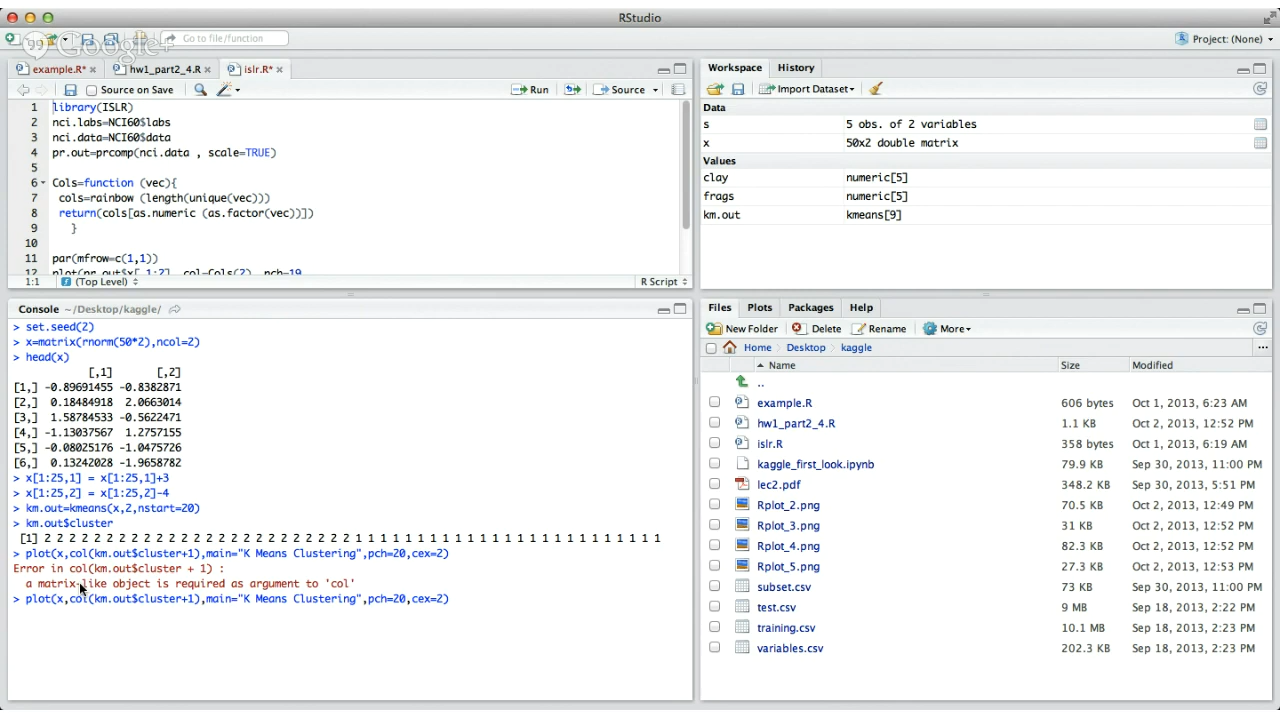 RStudio
Google+
Go to file/function
Project: (None)
example.R*
hw1_part2_4.R
islr.R*
Source on Save
Run
Source
1 library(ISLR)
2 nci.labs=NCI60$labs
3 nci.data=NCI60$data
4 pr.out=prcomp(nci.data , scale=TRUE)
5
6 Cols=function (vec){
7 cols=rainbow (length(unique(vec)))
8 return(cols[as.numeric (as.factor(vec))])
9 }
10
11 par(mfrow=c(1,1))
12 plot(pr.out$x[ 1:2], col=Cols(2), pch=19
1:1 (Top Level) R Script
Console ~/Desktop/kaggle/
> set.seed(2)
> x=matrix(rnorm(50*2),ncol=2)
> head(x)
[,1] [,2]
[1,] -0.89691455 -0.8382871
[2,] 0.18484918 2.0663014
[3,] 1.58784533 -0.5622471
[4,] -1.13037567 1.2757155
[5,] -0.08025176 -1.0475726
[6,] 0.13242028 -1.9658782
> x[1:25,1] = x[1:25,1]+3
> x[1:25,2] = x[1:25,2]-4
> km.out=kmeans(x,2,nstart=20)
> km.out$cluster
[1] 2 2 2 2 2 2 2 2 2 2 2 2 2 2 2 2 2 2 2 2 2 2 2 2 2 1 1 1 1 1 1 1 1 1 1 1 1 1 1 1 1 1 1 1 1 1 1 1 1 1
> plot(x,col(km.out$cluster+1),main="K Means Clustering",pch=20,cex=2)
Error in col(km.out$cluster + 1) :
a matrix-like object is required as argument to 'col'
> plot(x,col(km.out$cluster+1),main="K Means Clustering",pch=20,cex=2)
Workspace History
Import Dataset
Data
s 5 obs. of 2 variables
x 50x2 double matrix
Values
clay numeric[5]
frags numeric[5]
km.out kmeans[9]
Files Plots Packages Help
New Folder Delete Rename More
Home Desktop kaggle ...
Name Size Modified
..
example.R 606 bytes Oct 1, 2013, 6:23 AM
hw1_part2_4.R 1.1 KB Oct 2, 2013, 12:52 PM
islr.R 358 bytes Oct 1, 2013, 6:19 AM
kaggle_first_look.ipynb 79.9 KB Sep 30, 2013, 11:00 PM
lec2.pdf 348.2 KB Sep 30, 2013, 5:51 PM
Rplot_2.png 70.5 KB Oct 2, 2013, 12:49 PM
Rplot_3.png 31 KB Oct 2, 2013, 12:52 PM
Rplot_4.png 82.3 KB Oct 2, 2013, 12:52 PM
Rplot_5.png 27.3 KB Oct 2, 2013, 12:53 PM
subset.csv 73 KB Sep 30, 2013, 11:00 PM
test.csv 9 MB Sep 18, 2013, 2:22 PM
training.csv 10.1 MB Sep 18, 2013, 2:23 PM
variables.csv 202.3 KB Sep 18, 2013, 2:23 PM